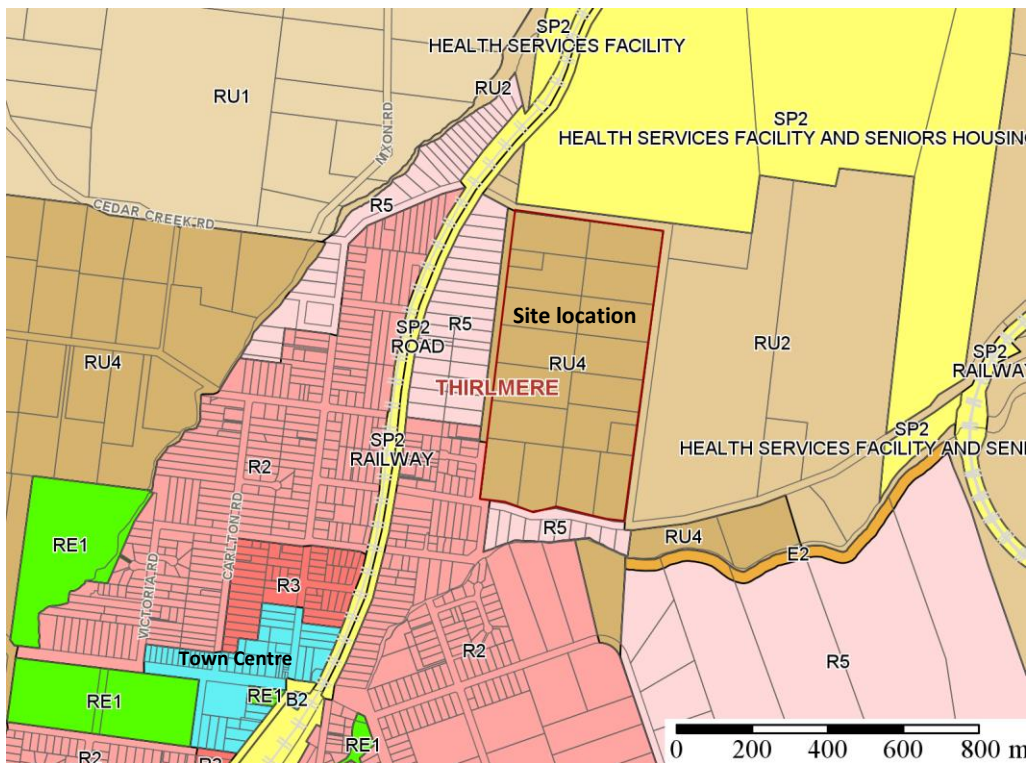 SP2
HEALTH SERVICES FACILITY
RU2
RU1
SP2
HEALTH SERVICES FACILITY AND SENIORS HOUSING
NIXON RD
R5
CEDAR CREEK RD
Site location
R5
SP2
ROAD
RU4
RU4
RU2
SP2
RAILWAY
THIRLMERE
SP2
RAILWAY
SP2
HEALTH SERVICES FACILITY AND SENI
R2
CARLTON RD
R5
RU4
RE1
E2
VICTORIA RD
R3
R2
Town Centre
R5
RE1
RE1
B2
RE1
R2
0 200 400 600 800 m